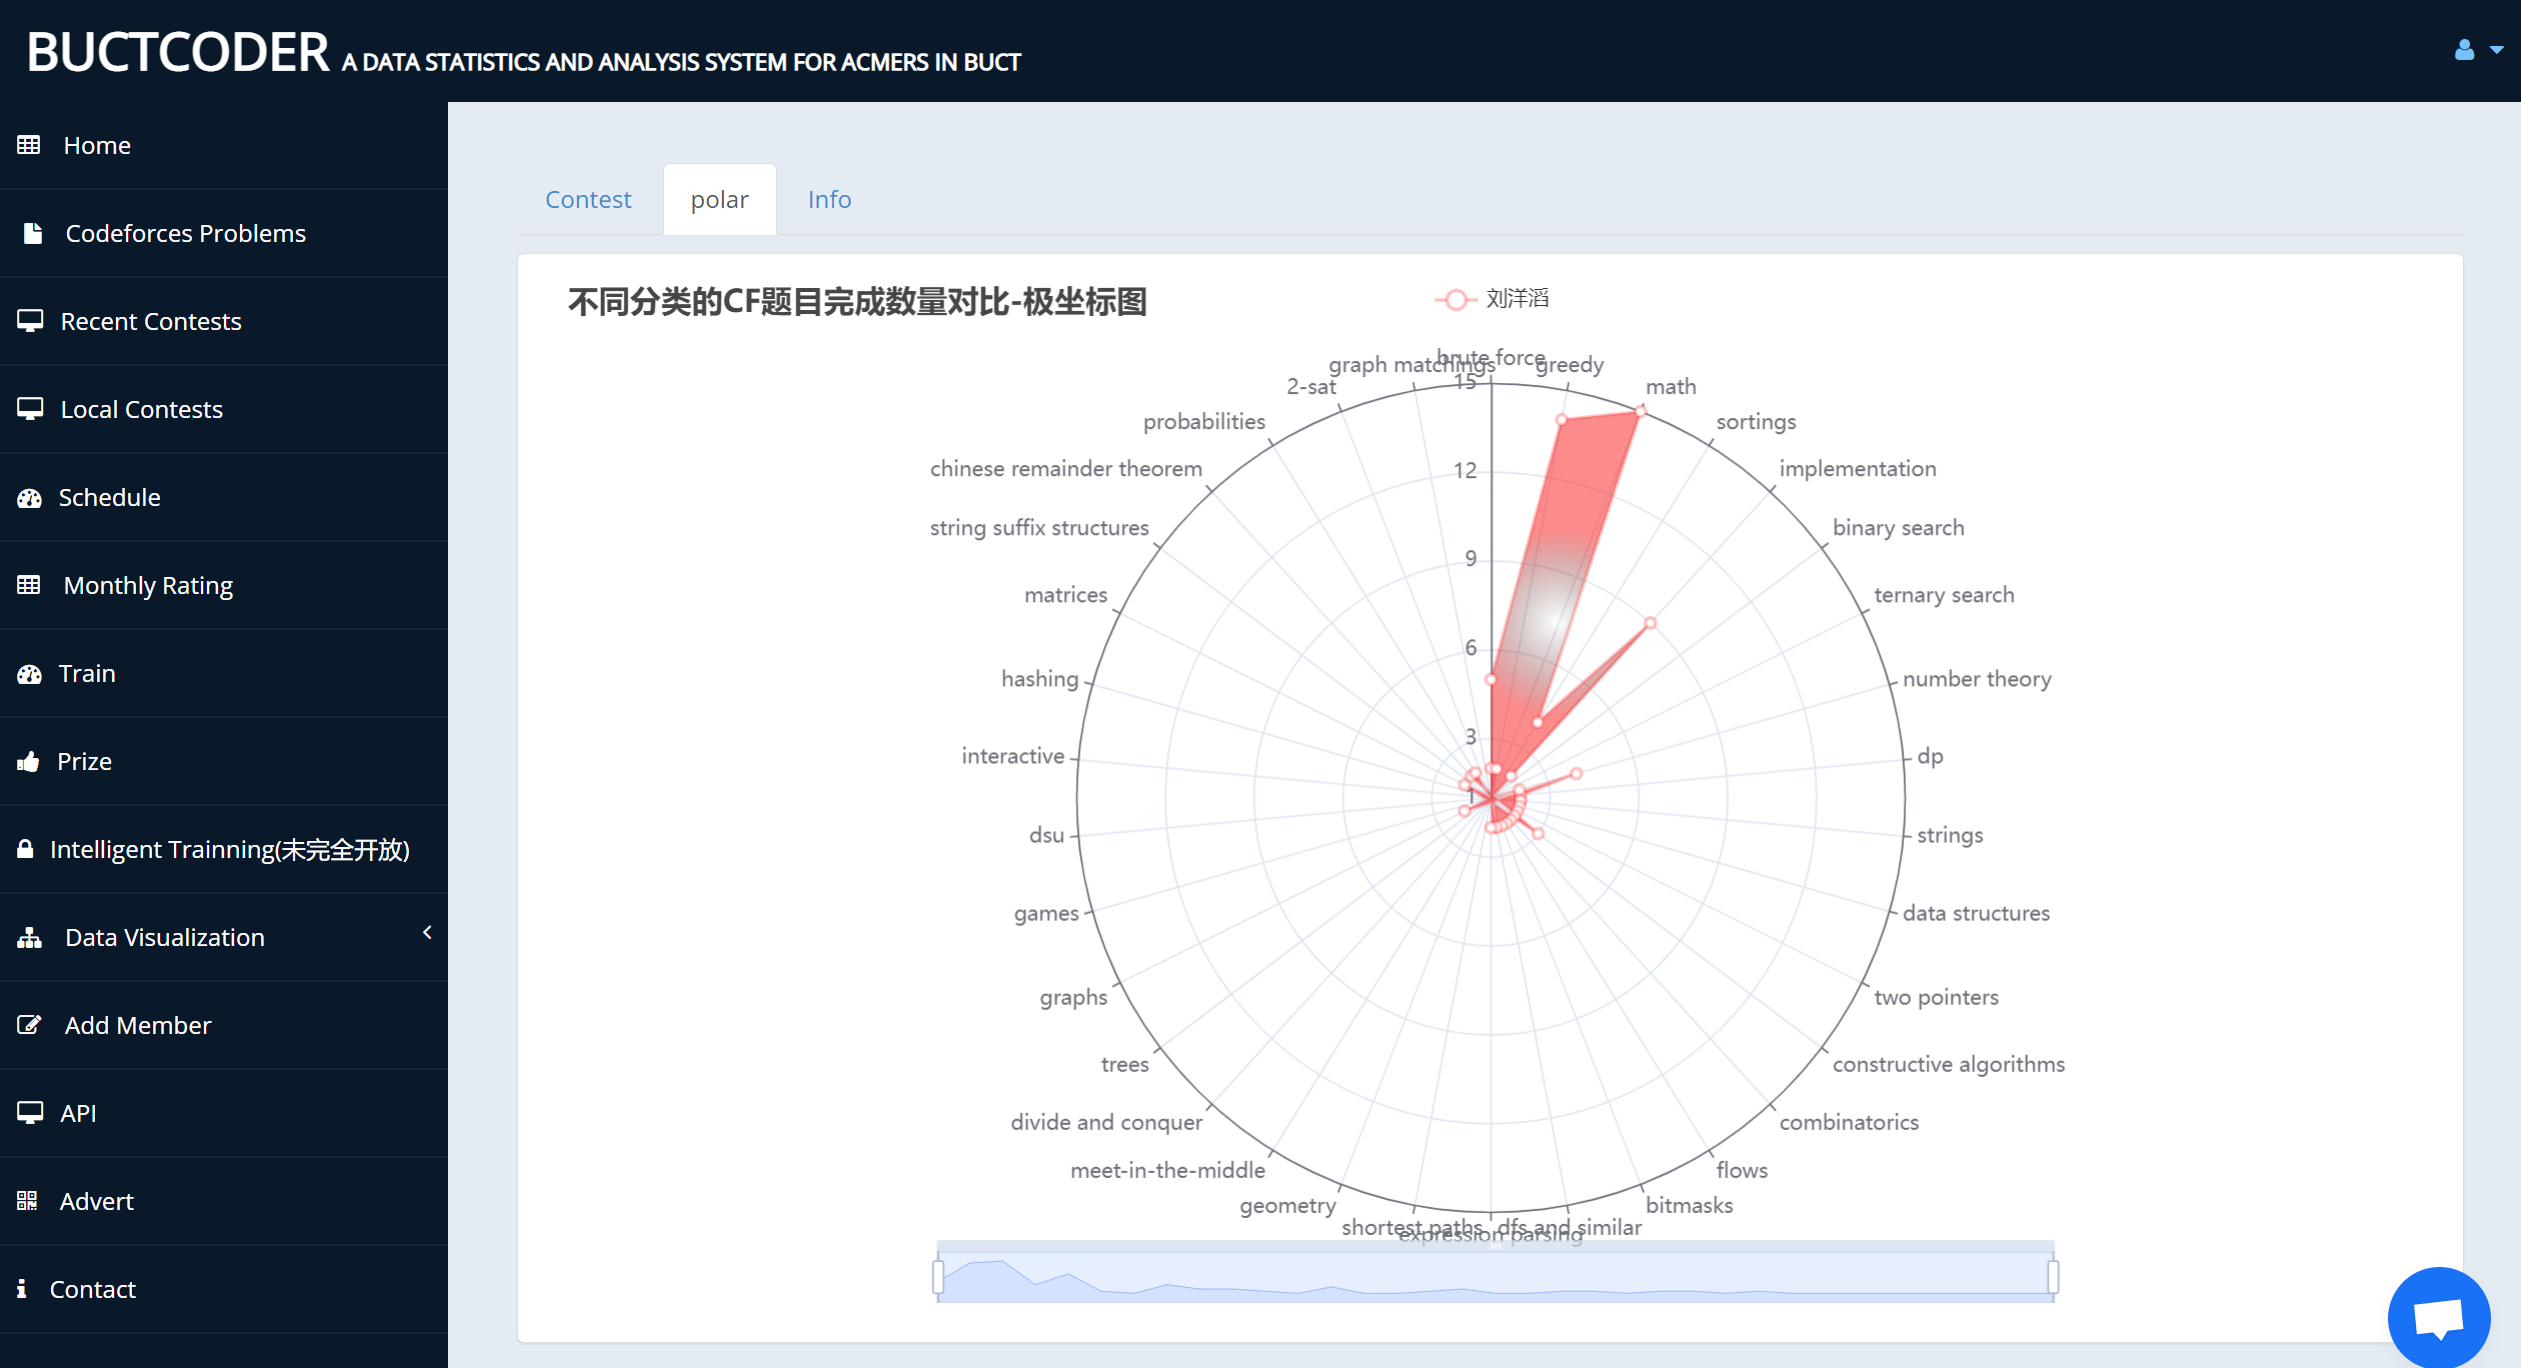 BUCTCODER A DATA STATISTICS AND ANALYSIS SYSTEM FOR ACMERS IN BUCT
Home
Codeforces Problems
Recent Contests
Local Contests
Schedule
Monthly Rating
Train
Prize
Intelligent Trainning(未完全开放)
Data Visualization
Add Member
API
Advert
Contact
Contest
polar
Info
不同分类的CF题目完成数量对比-极坐标图
刘洋滔
brute force
greedy
math
sortings
implementation
binary search
ternary search
number theory
dp
strings
data structures
two pointers
constructive algorithms
combinatorics
flows
bitmasks
dfs and similar
expression parsing
shortest paths
geometry
meet-in-the-middle
divide and conquer
trees
graphs
games
dsu
interactive
hashing
matrices
string suffix structures
chinese remainder theorem
probabilities
2-sat
graph matchings
15
12
9
6
3
1